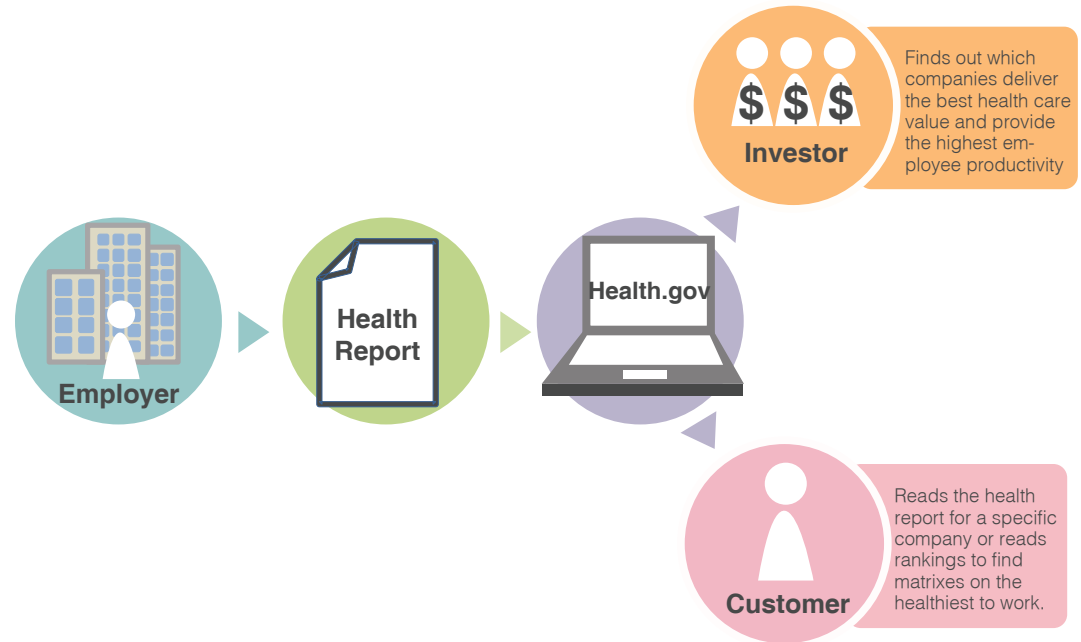 Employer
Health
Report
Health.gov
$ $ $
Investor
Finds out which
companies deliver
the best health care
value and provide
the highest em-
ployee productivity
Customer
Reads the health
report for a specific
company or reads
rankings to find
matrixes on the
healthiest to work.